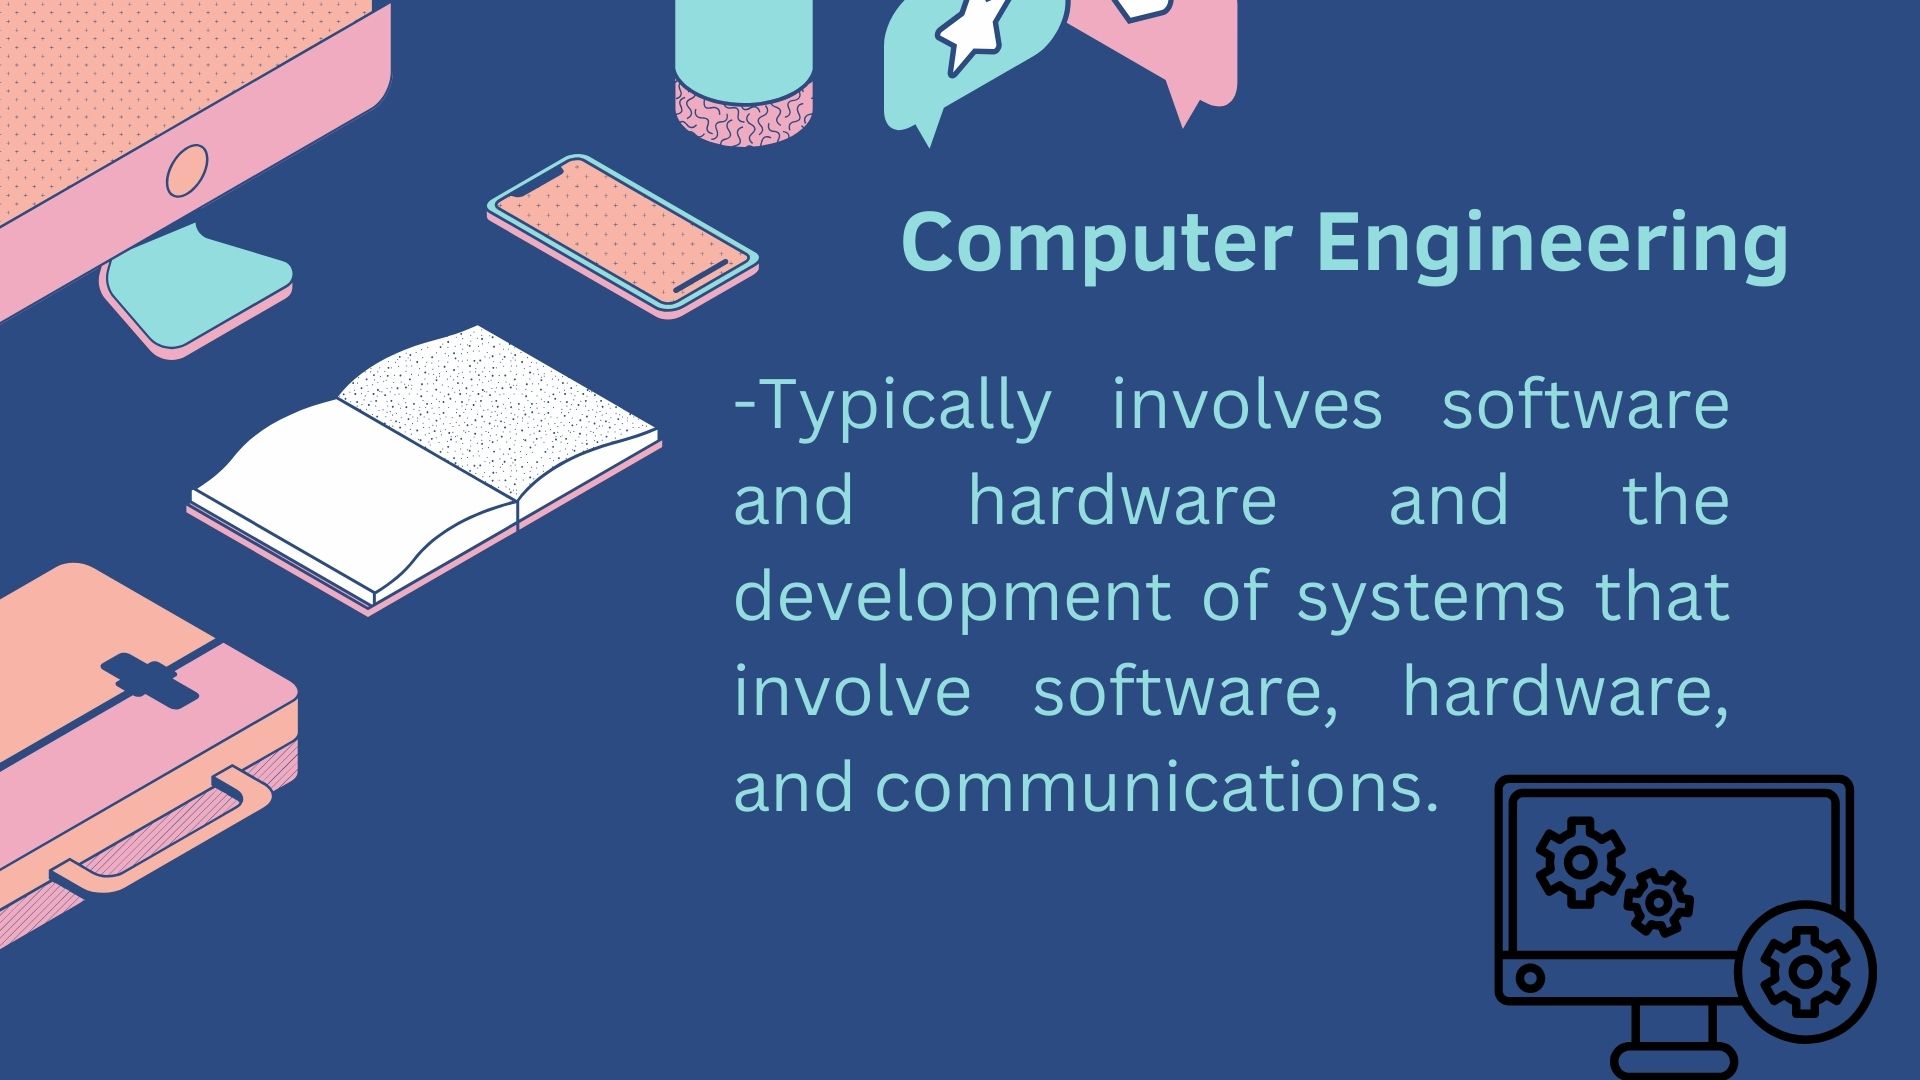 Computer Engineering
-Typically involves software
and hardware and the
development of systems that
involve software, hardware,
and communications.